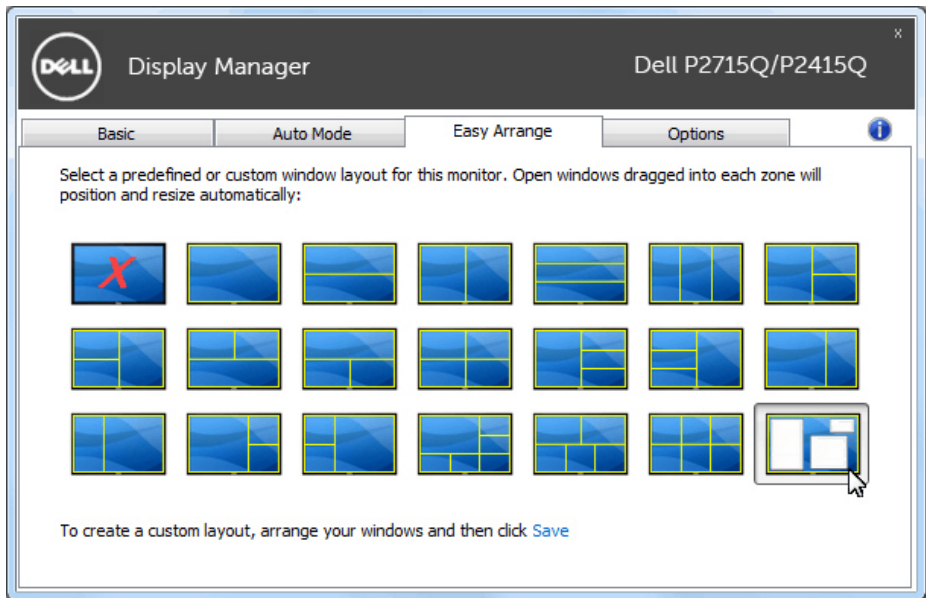 DELL
Display Manager
Dell P2715Q/P2415Q
x
Basic
Auto Mode
Easy Arrange
Options
i
Select a predefined or custom window layout for this monitor. Open windows dragged into each zone will
position and resize automatically:
X
To create a custom layout, arrange your windows and then click Save